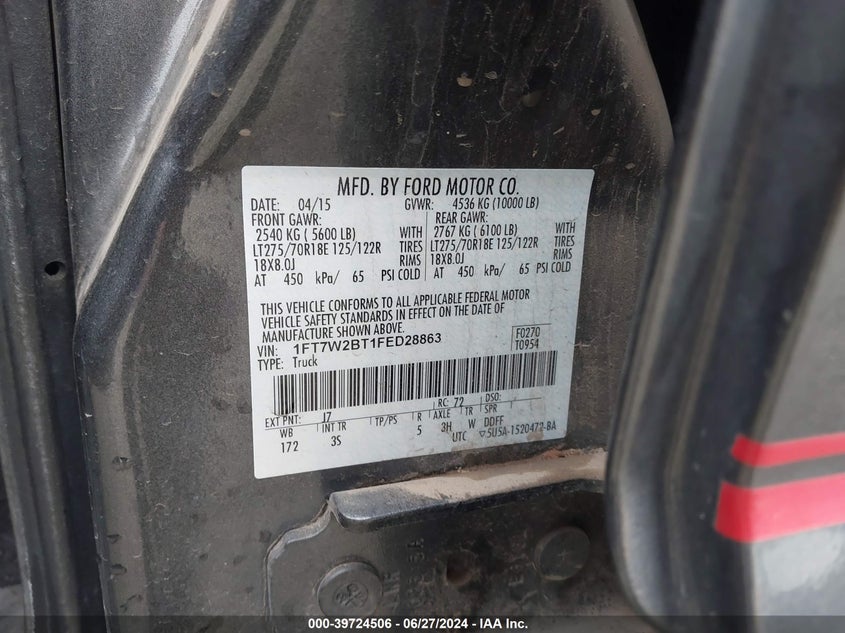 MFD. BY FORD MOTOR CO.
DATE: 04/15 GVWR: 4536 KG (10000 LB)
FRONT GAWR: REAR GAWR:
2540 KG ( 5600 LB) WITH 2767 KG ( 6100 LB) WITH
LT275/70R18E 125/122R TIRES LT275/70R18E 125/122R TIRES
18X8.0J RIMS 18X8.0J RIMS
AT 450 kPa/ 65 PSI COLD AT 450 kPa/ 65 PSI COLD
THIS VEHICLE CONFORMS TO ALL APPLICABLE FEDERAL MOTOR
VEHICLE SAFETY STANDARDS IN EFFECT ON THE DATE OF
MANUFACTURE SHOWN ABOVE.
VIN: 1FT7W2BT1FED28863 F0270
TYPE: Truck T0954
RC: 72 DSO:
EXT PNT: J7
WB INT TR TP/PS R AXLE TR SPR
172 3S 5 3H W DDFF
UTC ▽5U5A-1520472-BA
000-39724506 / 06/27/2024 - IAA Inc.